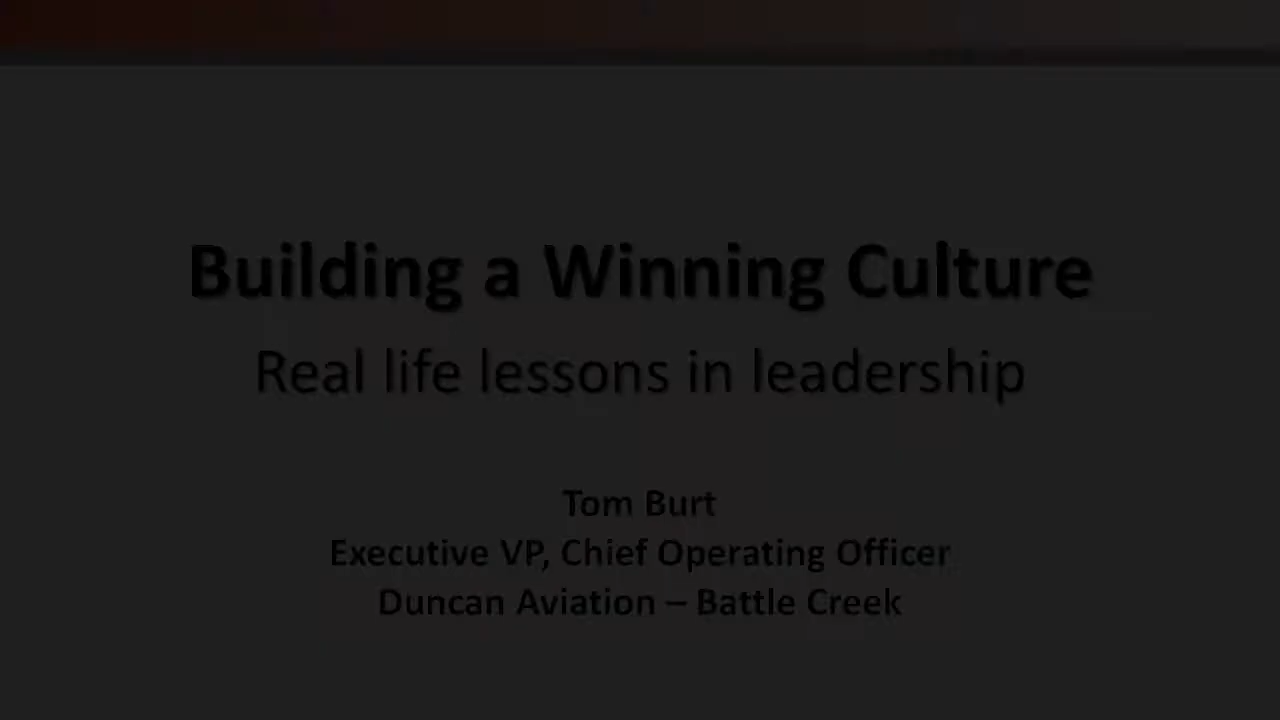 Building a Winning Culture
Real life lessons in leadership
Tom Burt
Executive VP, Chief Operating Officer
Duncan Aviation – Battle Creek